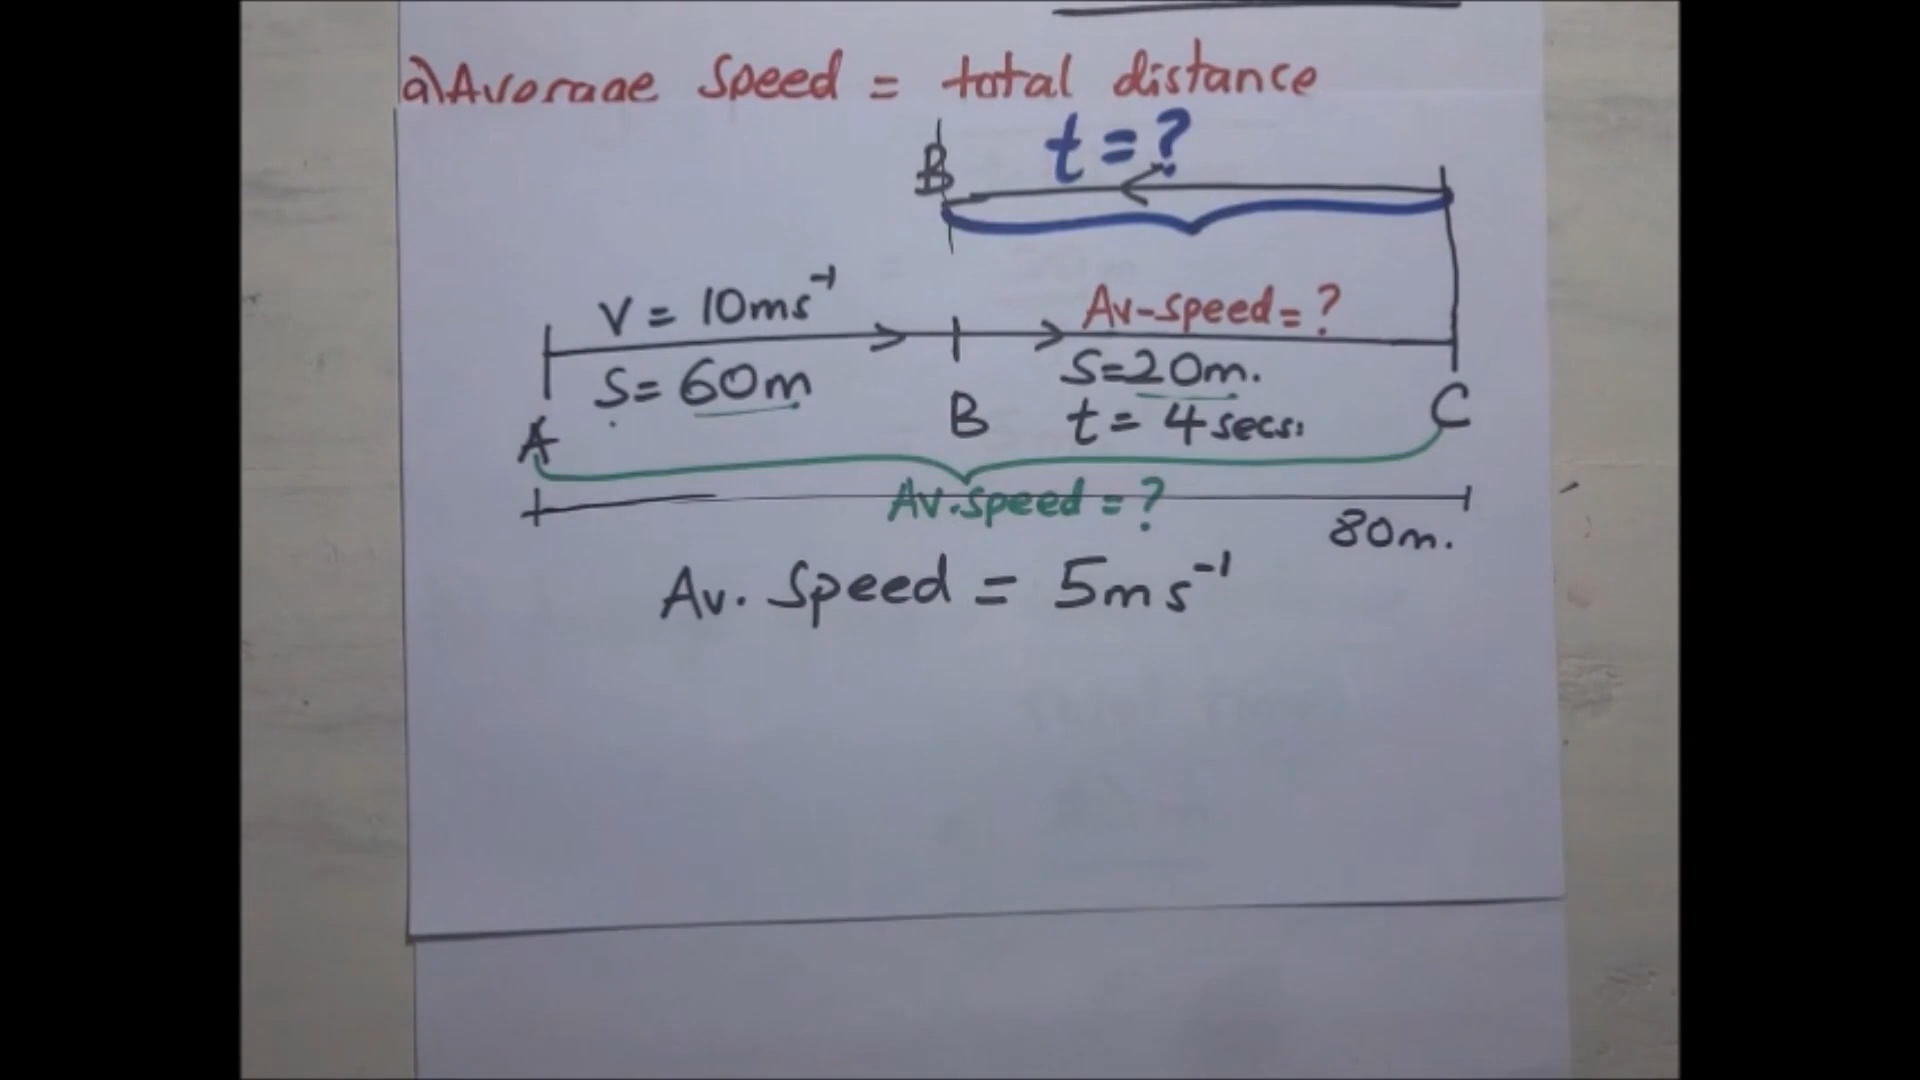 a) Average Speed = total distance
B t = ?
V = 10ms⁻¹ Av-speed = ?
S = 60m S=20m.
A B t = 4 secs. C
Av. speed = ?
80m.
Av. Speed = 5ms⁻¹